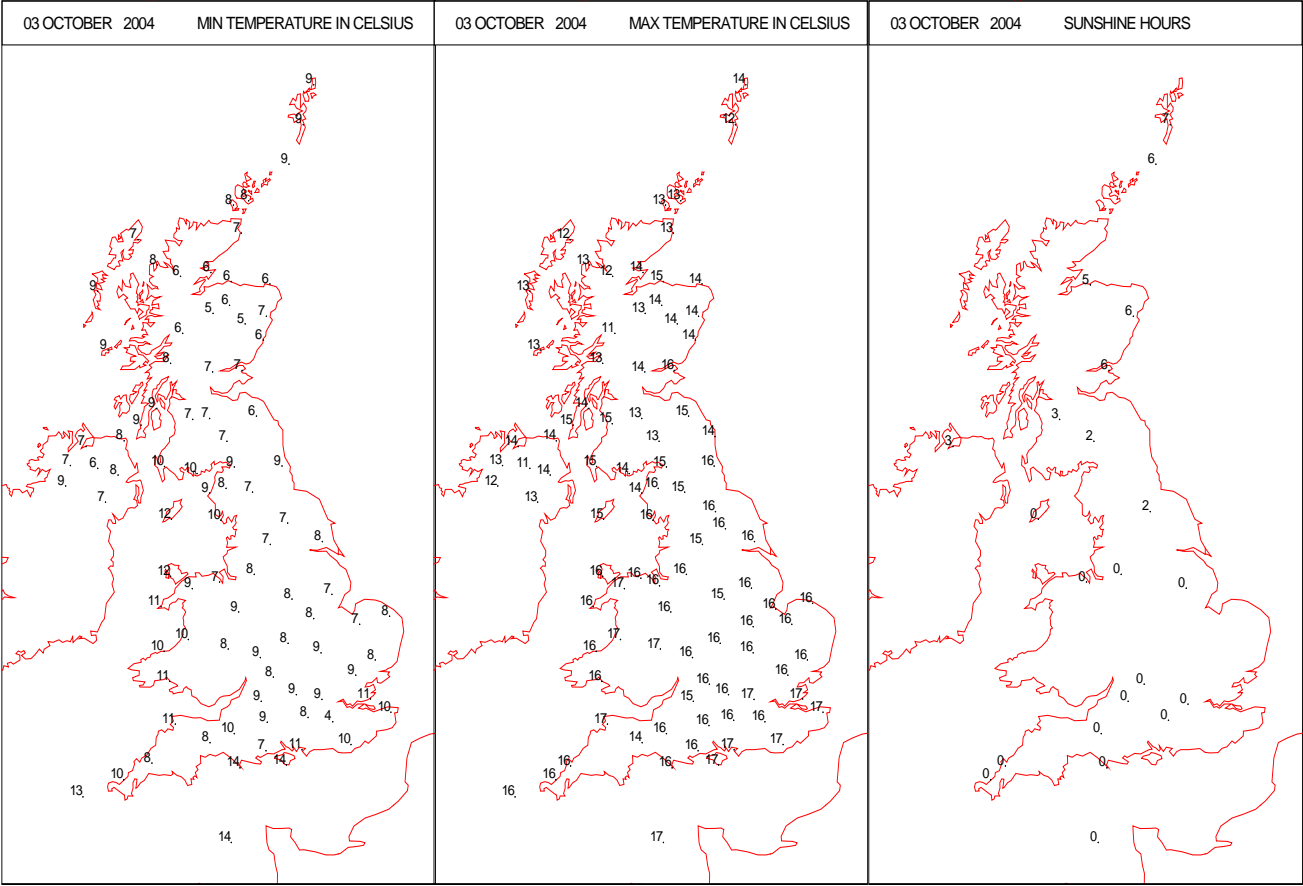 03 OCTOBER 2004 MIN TEMPERATURE IN CELSIUS
9.
9.
9.
8. 8.
7.
7.
8. 6. 6. 6. 6.
9.
5. 6. 5. 7.
6. 6.
9.
8. 7. 7.
9. 9. 7. 7. 6.
7. 8. 7.
7. 6. 8. 10. 10. 9. 9.
9. 7. 9. 8. 7.
12. 10. 7.
7. 8.
12. 9. 7. 8.
11. 9. 8. 7.
8. 7. 8.
10. 10. 8. 8. 8.
9. 8.
11. 8. 9.
9. 9. 9. 11. 10.
11. 10. 9. 8. 4.
8. 7. 11. 10.
8. 14. 14.
10.
13.
14.
03 OCTOBER 2004 MAX TEMPERATURE IN CELSIUS
14.
12.
13. 13.
13.
12.
13. 12. 14. 15. 14.
13.
13. 14. 14. 14.
11. 14.
13.
13. 14. 16.
14. 15. 15. 13. 15.
14. 14. 13. 14.
13. 11. 14. 15. 14. 15. 14.
12. 13. 14. 16. 15.
15. 16. 16. 16.
15. 16.
16. 17. 16. 16. 16.
16. 16. 15. 16.
16. 16. 16. 16.
16. 17. 17. 16. 16.
16. 16.
16. 16. 16.
15. 16. 17. 17. 17.
17. 16. 16. 16. 16.
14. 16. 17. 17.
16. 16. 17.
16.
16.
17.
03 OCTOBER 2004 SUNSHINE HOURS
7.
6.
5.
6.
6.
3.
3. 2.
2.
0.
0. 0. 0.
0.
0. 0.
0. 0.
0. 0.
0.
0.